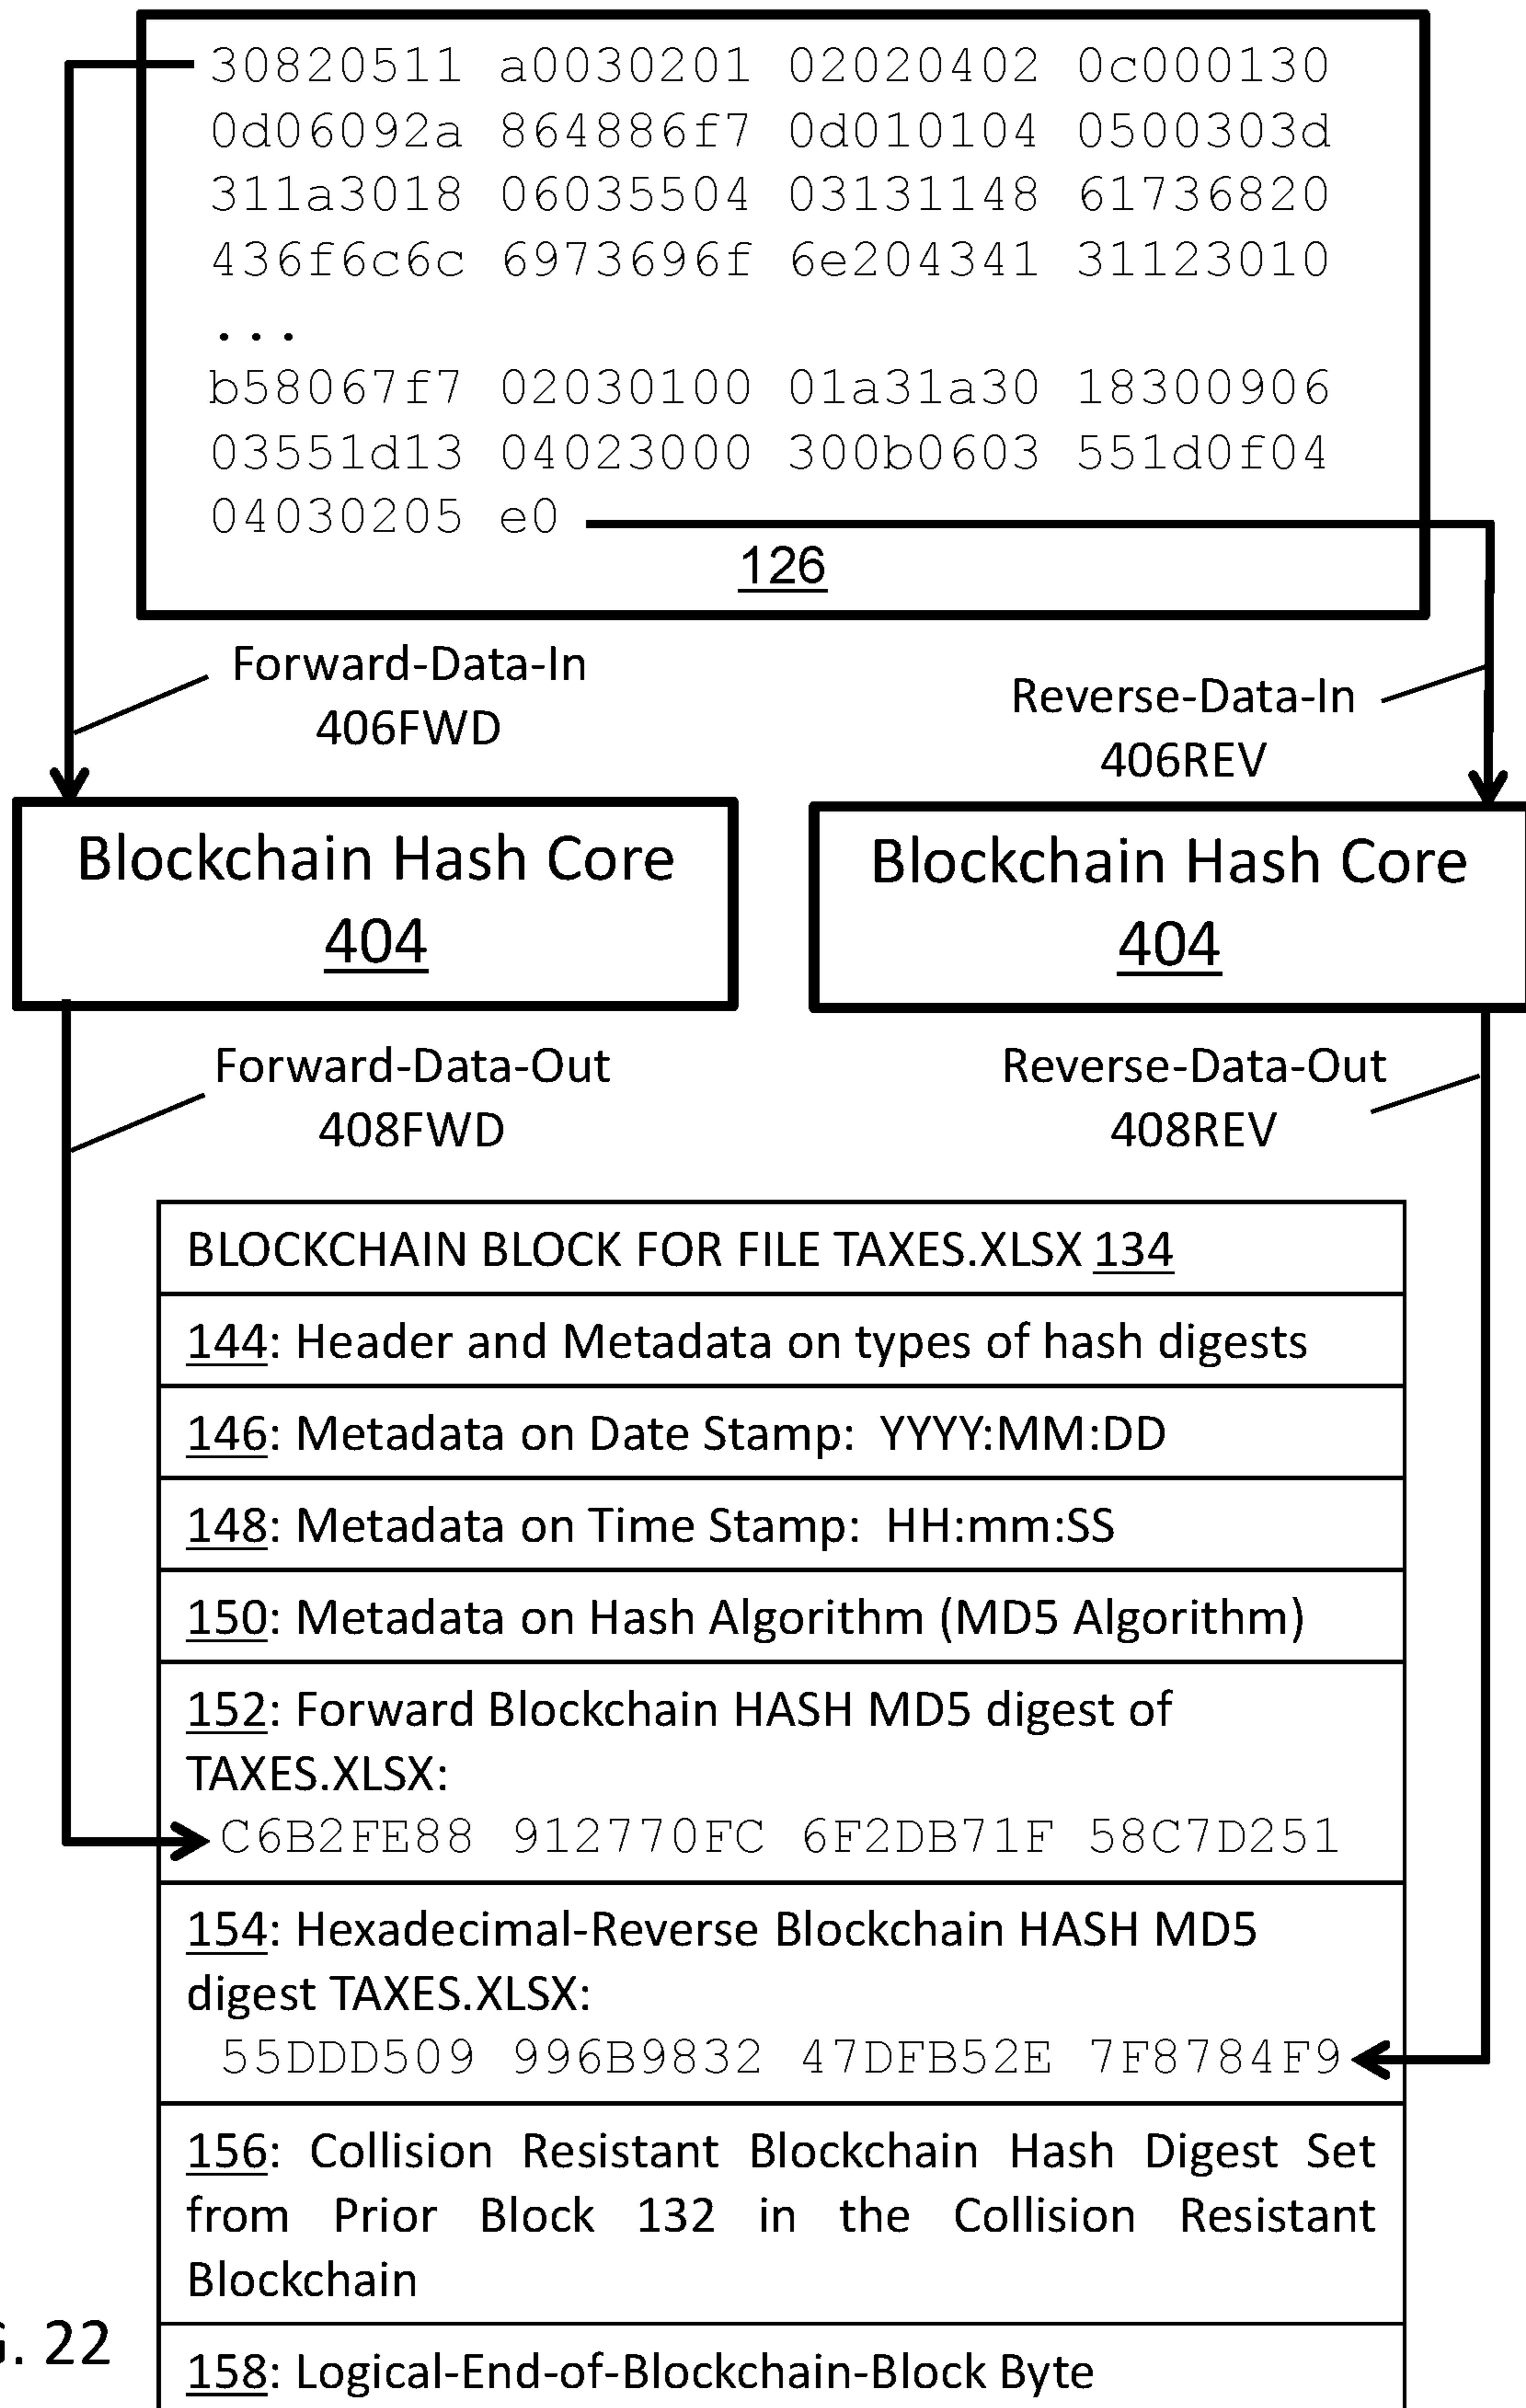 30820511 a0030201 02020402 0c000130
0d06092a 864886f7 0d010104 0500303d
311a3018 06035504 03131148 61736820
436f6c6c 6973696f 6e204341 31123010
...
b58067f7 02030100 01a31a30 18300906
03551d13 04023000 300b0603 551d0f04
04030205 e0
126
Forward-Data-In
406FWD
Reverse-Data-In
406REV
Blockchain Hash Core
404
Blockchain Hash Core
404
Forward-Data-Out
408FWD
Reverse-Data-Out
408REV
BLOCKCHAIN BLOCK FOR FILE TAXES.XLSX 134
144: Header and Metadata on types of hash digests
146: Metadata on Date Stamp: YYYY:MM:DD
148: Metadata on Time Stamp: HH:mm:SS
150: Metadata on Hash Algorithm (MD5 Algorithm)
152: Forward Blockchain HASH MD5 digest of
TAXES.XLSX:
C6B2FE88 912770FC 6F2DB71F 58C7D251
154: Hexadecimal-Reverse Blockchain HASH MD5
digest TAXES.XLSX:
55DDD509 996B9832 47DFB52E 7F8784F9
156: Collision Resistant Blockchain Hash Digest Set
from Prior Block 132 in the Collision Resistant
Blockchain
158: Logical-End-of-Blockchain-Block Byte
. 22